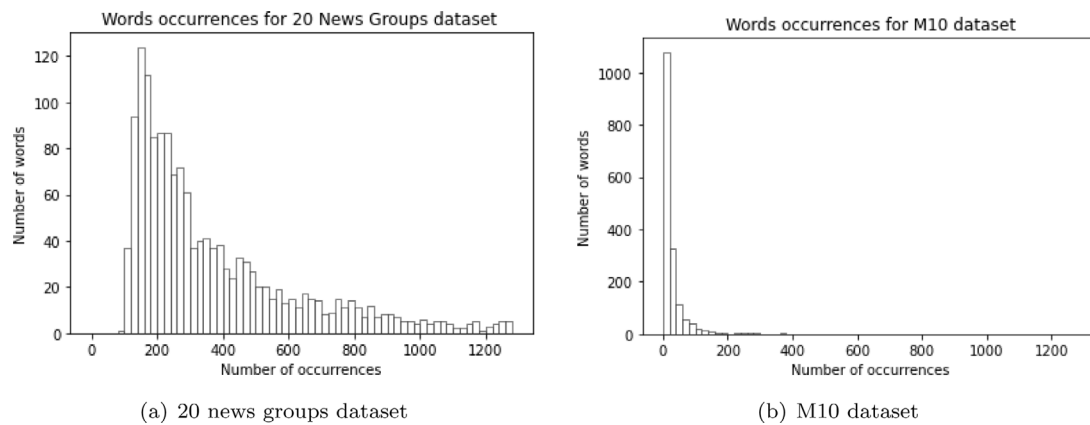 Words occurrences for 20 News Groups dataset
120
100
80
60
40
20
0
Number of words
0 200 400 600 800 1000 1200
Number of occurrences
(a) 20 news groups dataset
Words occurrences for M10 dataset
1000
800
600
400
200
0
Number of words
0 200 400 600 800 1000 1200
Number of occurrences
(b) M10 dataset